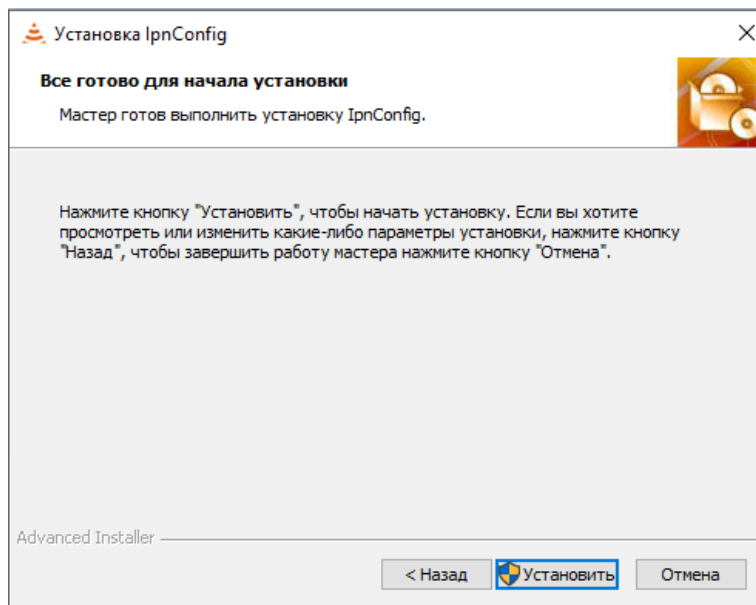 Установка IpnConfig
Все готово для начала установки
Мастер готов выполнить установку IpnConfig.
Нажмите кнопку "Установить", чтобы начать установку. Если вы хотите
просмотреть или изменить какие-либо параметры установки, нажмите кнопку
"Назад", чтобы завершить работу мастера нажмите кнопку "Отмена".
Advanced Installer
< Назад
Установить
Отмена